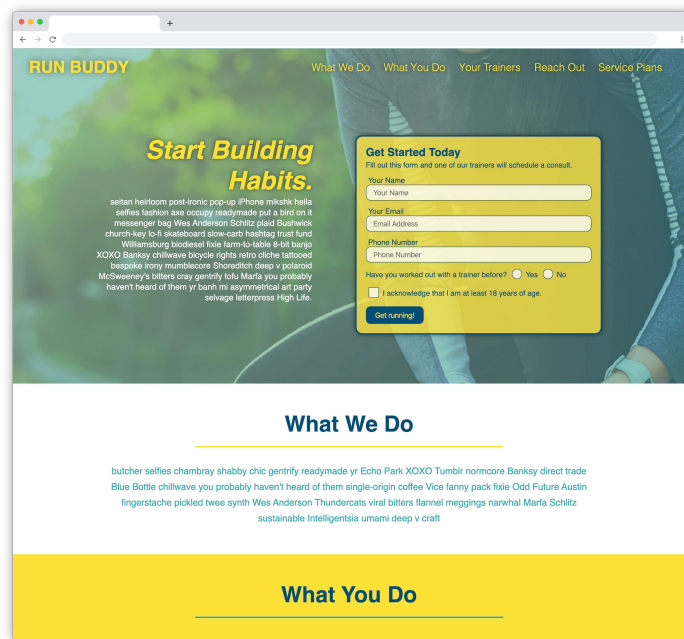 RUN BUDDY
What We Do What You Do Your Trainers Reach Out Service Plans
Start Building
Habits.
seitan heirloom post-ironic pop-up iPhone mlkshk hella
selfies fashion axe occupy readymade put a bird on it
messenger bag Wes Anderson Schlitz plaid Bushwick
church-key lo-fi skateboard slow-carb hashtag trust fund
Williamsburg biodiesel fixie farm-to-table 8-bit banjo
XOXO Banksy chillwave bicycle rights retro cliche tattooed
bespoke irony mumblecore Shoreditch deep v polaroid
McSweeney's bitters cray gentrify tofu Marfa you probably
haven't heard of them yr banh mi asymmetrical art party
selvage letterpress High Life.
Get Started Today
Fill out this form and one of our trainers will schedule a consult.
Your Name
Your Name
Your Email
Email Address
Phone Number
Phone Number
Have you worked out with a trainer before? Yes No
I acknowledge that I am at least 18 years of age.
Get running!
What We Do
butcher selfies chambray shabby chic gentrify readymade yr Echo Park XOXO Tumblr normcore Banksy direct trade
Blue Bottle chillwave you probably haven't heard of them single-origin coffee Vice fanny pack fixie Odd Future Austin
fingerstache pickled twee synth Wes Anderson Thundercats viral bitters flannel meggings narwhal Marfa Schlitz
sustainable Intelligentsia umami deep v craft
What You Do